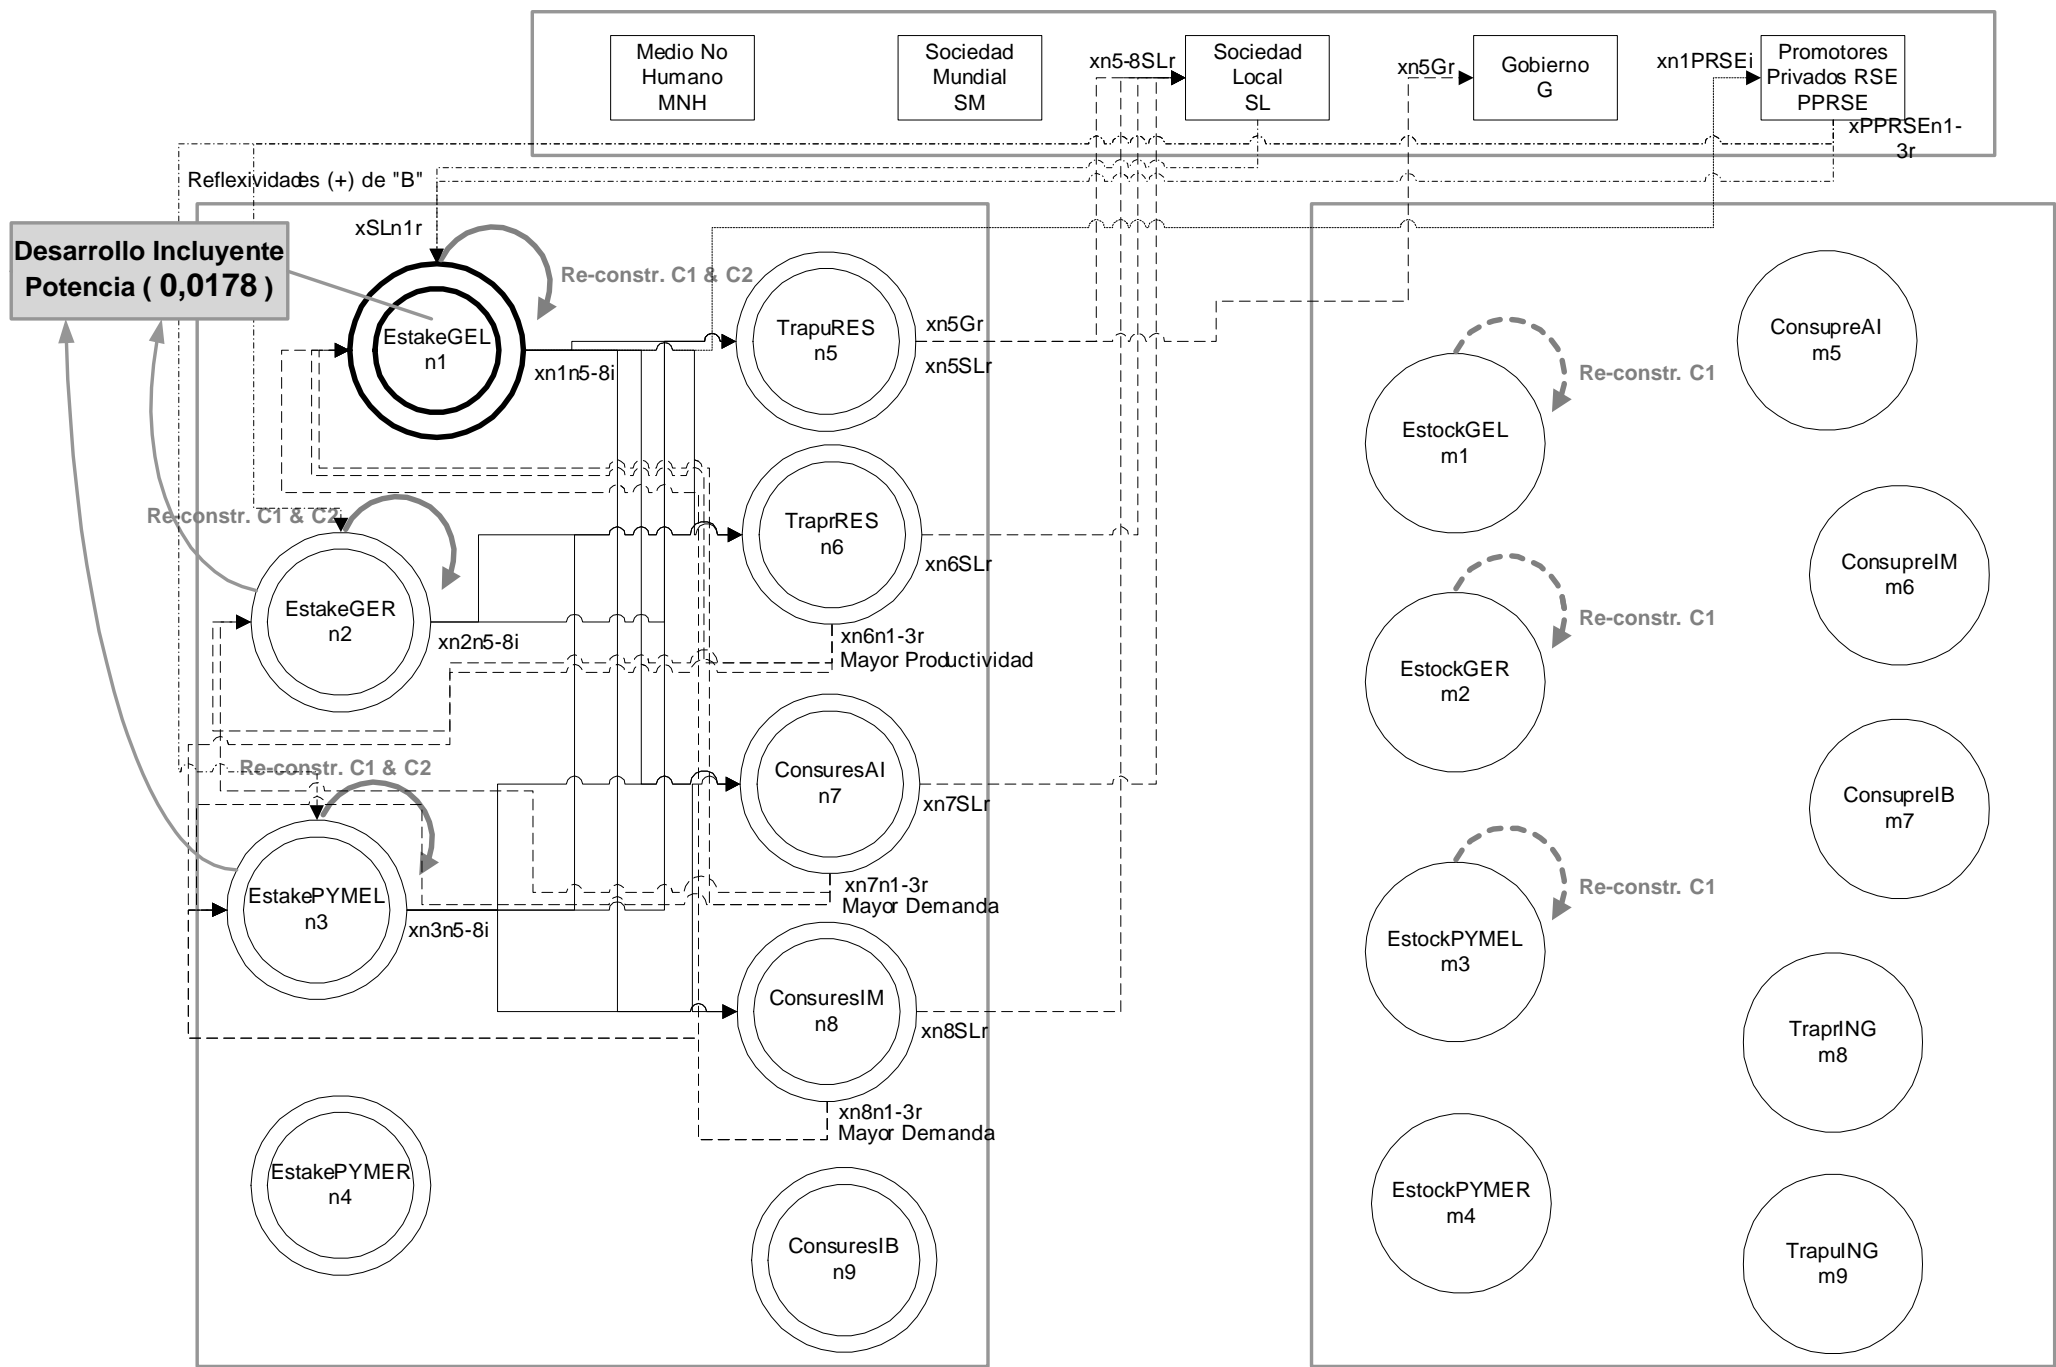 Medio No
Humano
MNH
Sociedad
Mundial
SM
xn5-8SLr
Sociedad
Local
SL
xn5Gr
Gobierno
G
xn1PRSEi
Promotores
Privados RSE
PPRSE
xPPRSEn1-
3r
Reflexividades (+) de "B"
xSLn1r
Desarrollo Incluyente
Potencia ( 0,0178 )
Re-constr. C1 & C2
EstakeGEL
n1
xn1n5-8i
TrapuRES
n5
xn5Gr
xn5SLr
Re-constr. C1 & C2
TraprRES
n6
xn6SLr
EstakeGER
n2
xn2n5-8i
xn6n1-3r
Mayor Productividad
Re-constr. C1 & C2
ConsuresAI
n7
xn7SLr
EstakePYMEL
n3
xn3n5-8i
xn7n1-3r
Mayor Demanda
ConsuresIM
n8
xn8SLr
xn8n1-3r
Mayor Demanda
EstakePYMER
n4
ConsuresIB
n9
ConsupreAI
m5
Re-constr. C1
EstockGEL
m1
ConsupreIM
m6
Re-constr. C1
EstockGER
m2
ConsupreIB
m7
Re-constr. C1
EstockPYMEL
m3
TraprING
m8
EstockPYMER
m4
TrapuING
m9